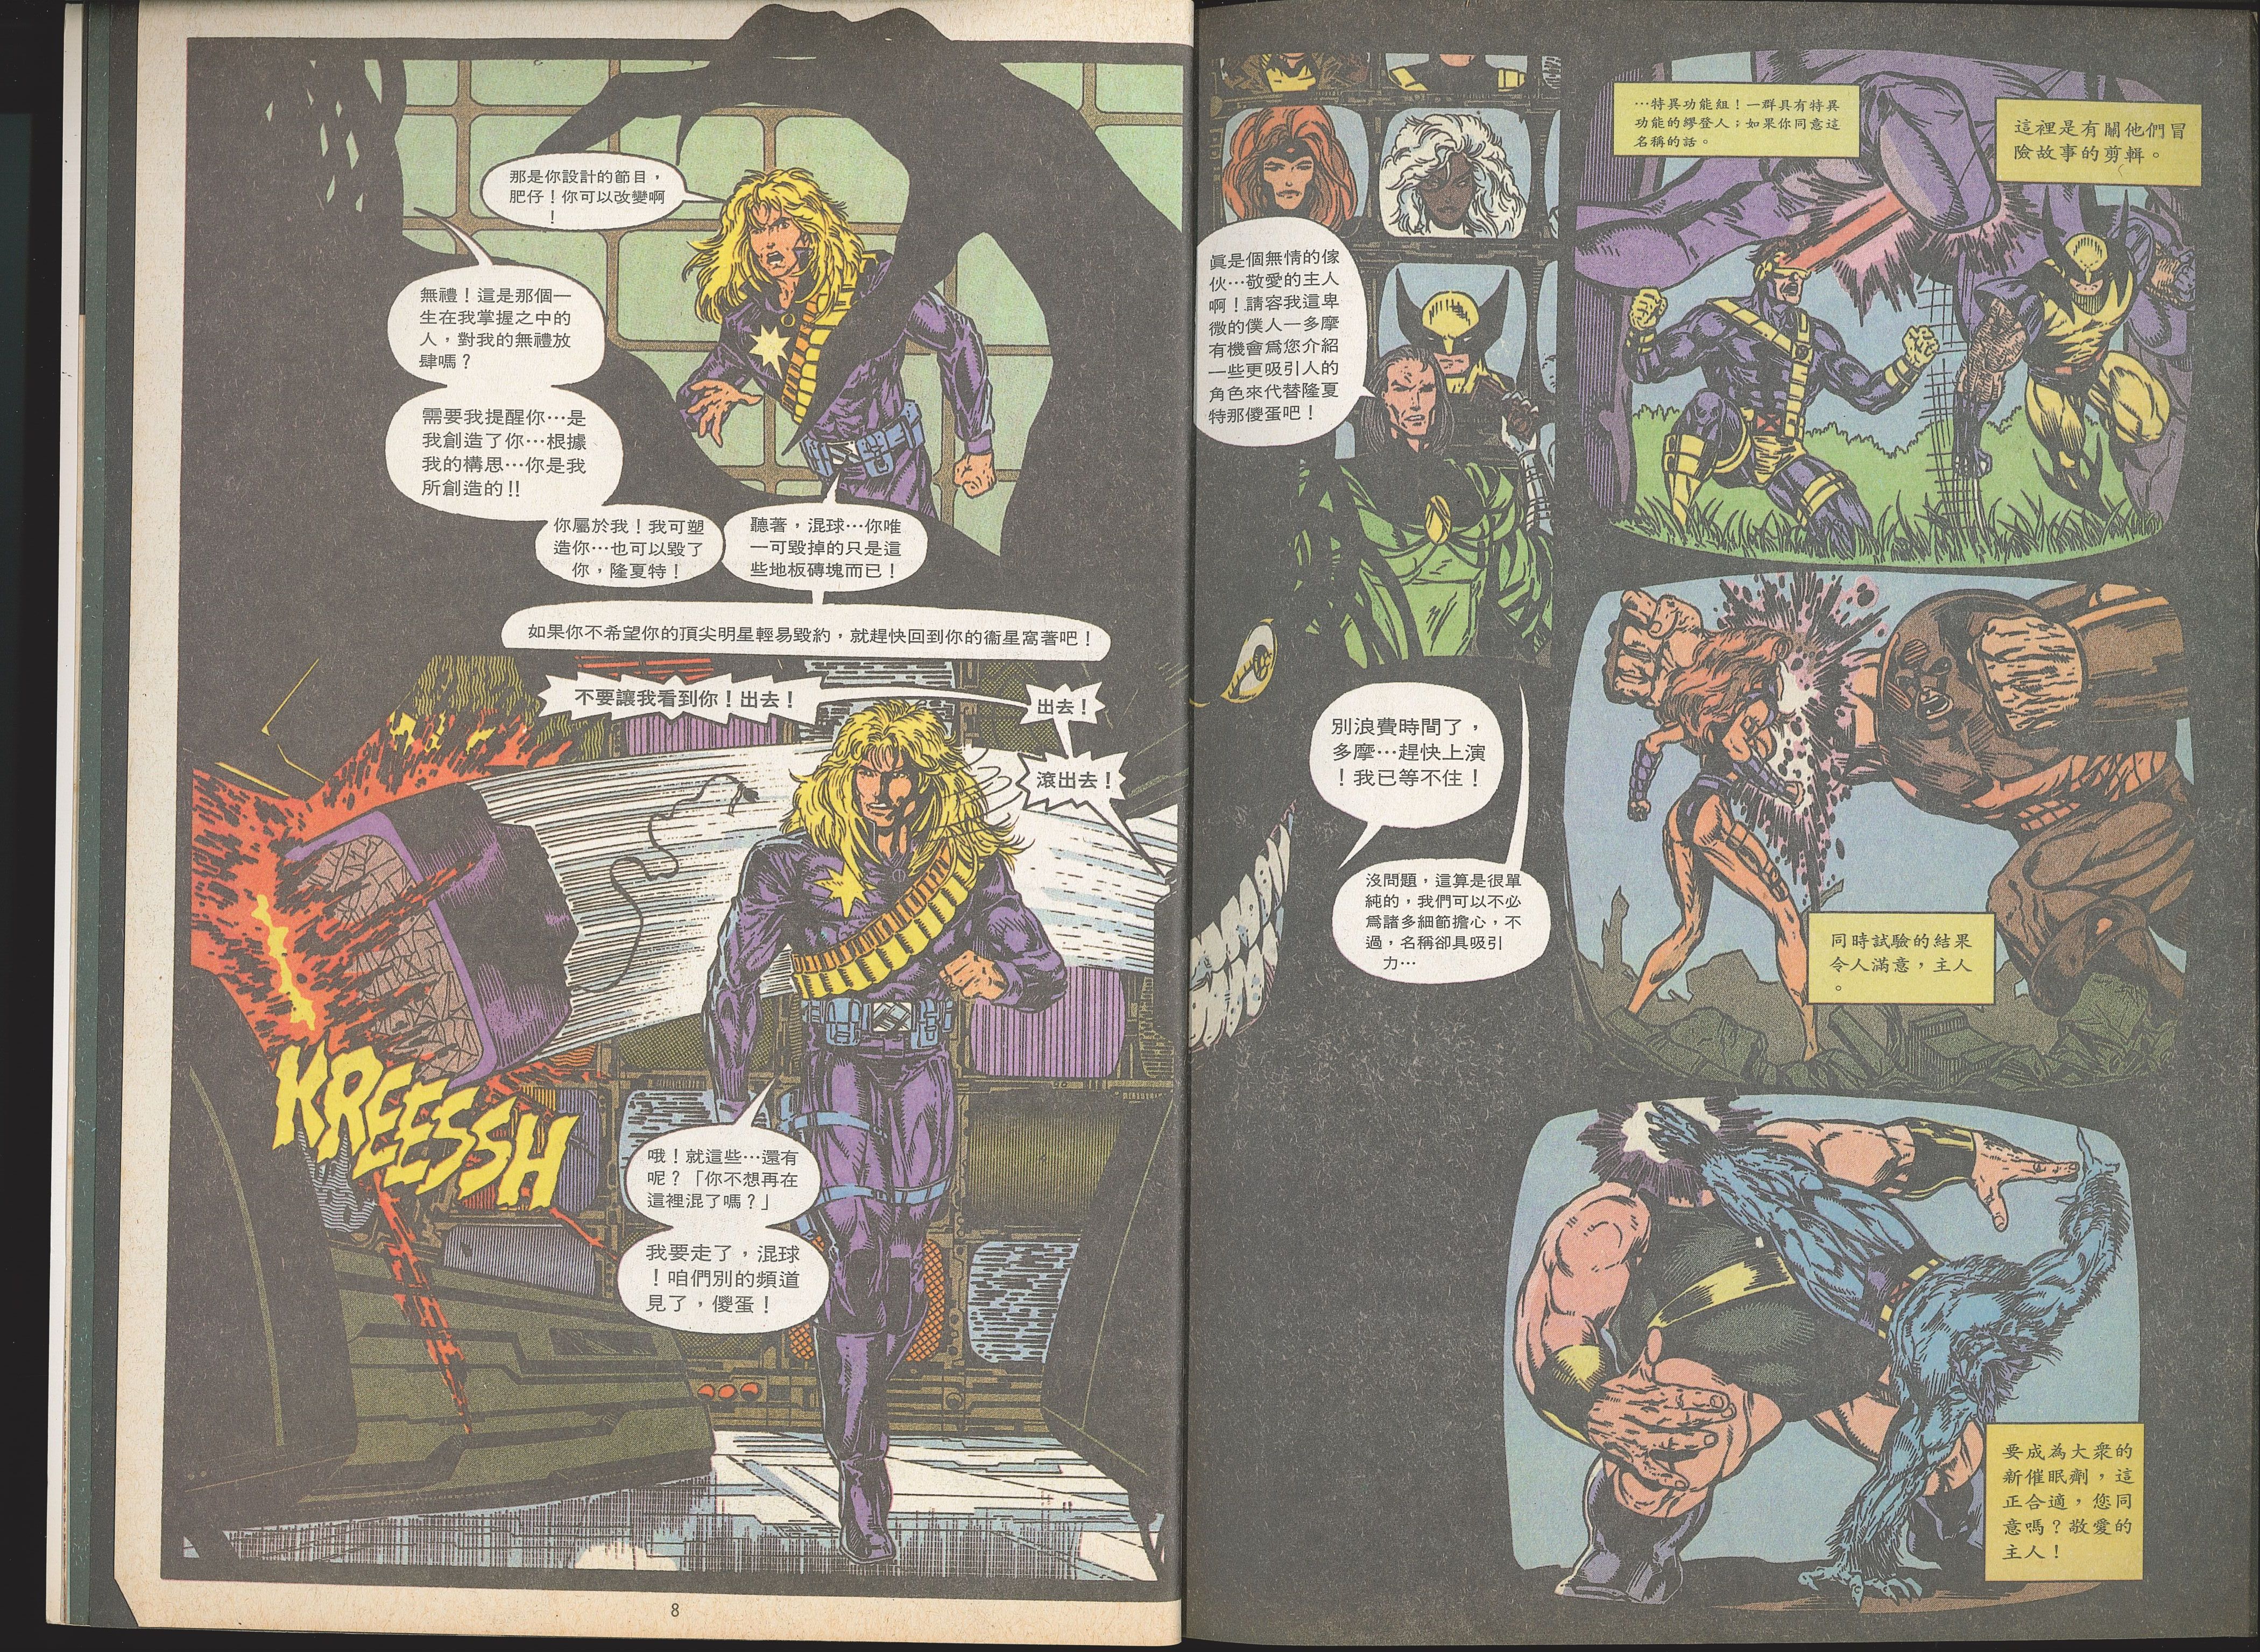 那是你設計的節目，
肥仔！你可以改變啊
！
無禮！這是那個一
生在我掌握之中的
人，對我的無禮放
肆嗎？
需要我提醒你⋯是
我創造了你⋯根據
我的構思⋯你是我
所創造的!!
你屬於我！我可塑
造你⋯也可以毀了
你，隆夏特！
聽著，混球⋯你唯
一可毀掉的只是這
些地板磚塊而已！
如果你不希望你的頂尖明星輕易毀約，就趕快回到你的衞星窩著吧！
不要讓我看到你！出去！
出去！
滾出去！
KREESSH
哦！就這些⋯還有
呢？「你不想再在
這裡混了嗎？」
我要走了，混球
！咱們別的頻道
見了，傻蛋！
8
眞是個無情的傢
伙⋯敬愛的主人
啊！請容我這卑
微的僕人一多摩
有機會爲您介紹
一些更吸引人的
角色來代替隆夏
特那傻蛋吧！
⋯特異功能組！一群具有特異
功能的繆登人；如果你同意這
名稱的話。
這裡是有關他們冒
險故事的剪輯。
別浪費時間了，
多摩⋯趕快上演
！我已等不住！
沒問題，這算是很單
純的，我們可以不必
爲諸多細節擔心，不
過，名稱卻具吸引
力⋯
同時試驗的結果
令人滿意，主人
。
要成為大衆的
新催眠劑，這
正合適，您同
意嗎？敬愛的
主人！